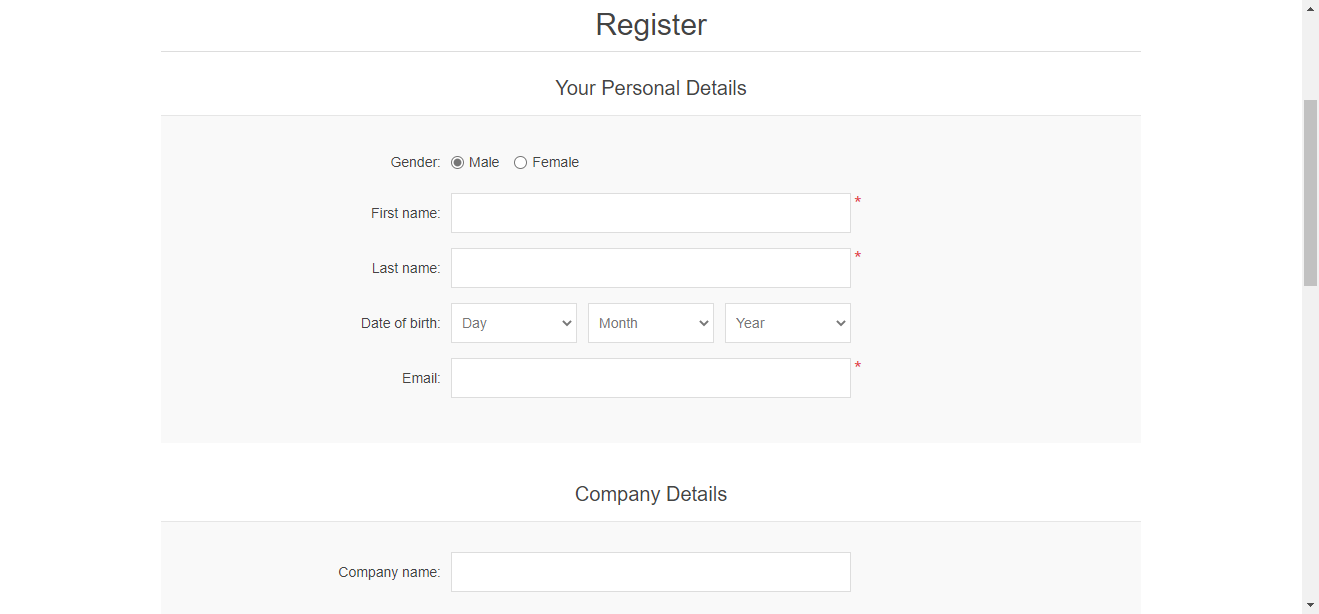 Register
Your Personal Details
Gender: Male Female
First name: *
Last name: *
Date of birth: Day Month Year
Email: *
Company Details
Company name: